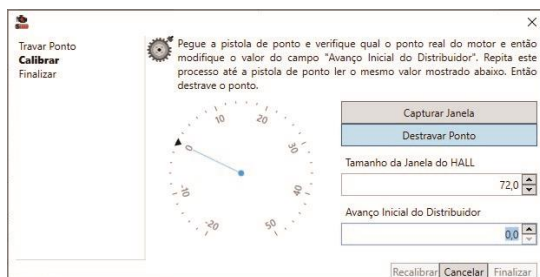 Travar Ponto
Calibrar
Finalizar
Pegue a pistola de ponto e verifique qual o ponto real do motor e então
modifique o valor do campo "Avanço Inicial do Distribuidor". Repita este
processo até a pistola de ponto ler o mesmo valor mostrado abaixo. Então
destrave o ponto.
10
20
0
30
-10
40
-20
50
Capturar Janela
Destravar Ponto
Tamanho da Janela do HALL
72,0
Avanço Inicial do Distribuidor
0,0
Recalibrar Cancelar Finalizar